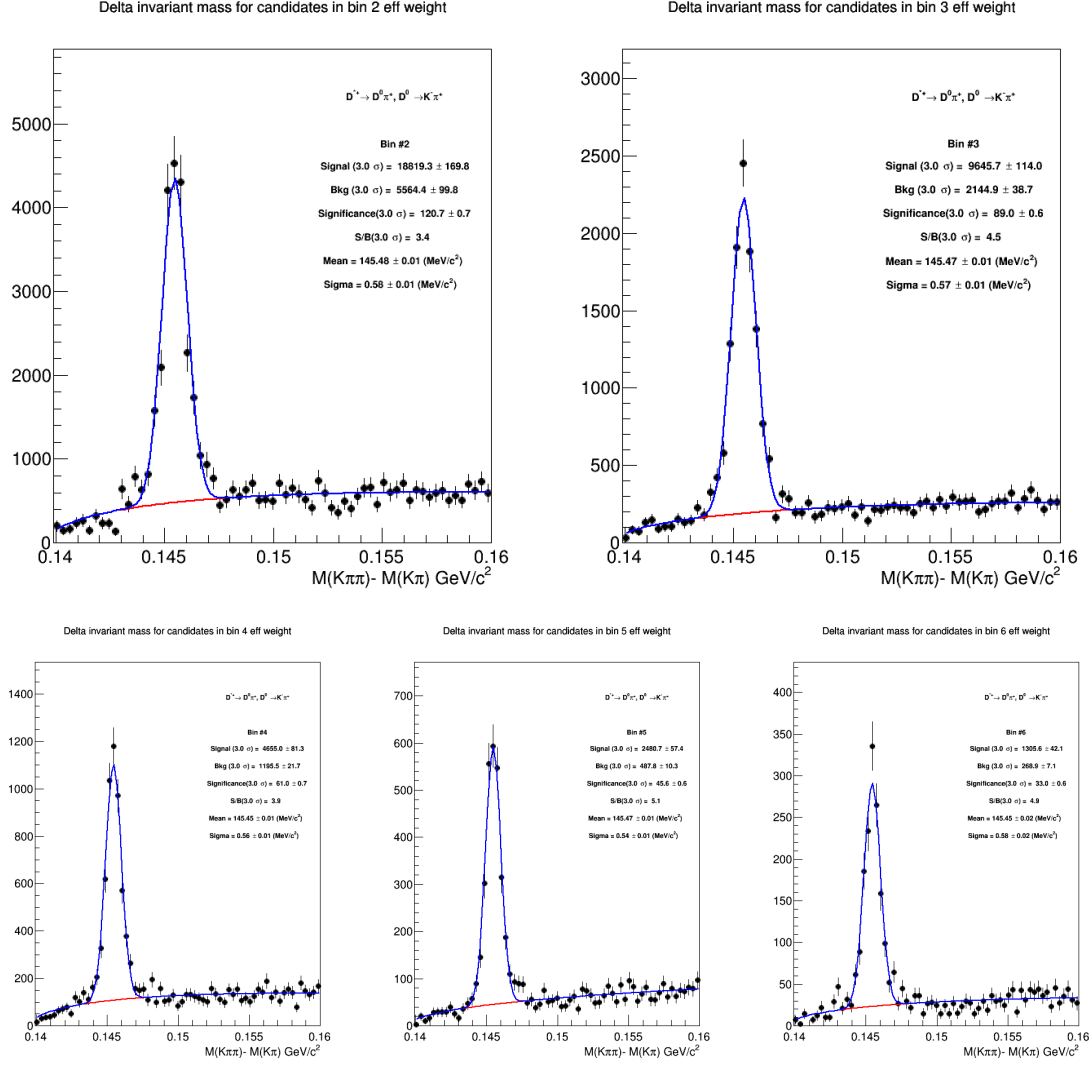 Delta invariant mass for candidates in bin 2 eff weight
D*+→ D0π+, D0 →K-π+
Bin #2
Signal (3.0 σ) = 18819.3 ± 169.8
Bkg (3.0 σ) = 5564.4 ± 99.8
Significance(3.0 σ) = 120.7 ± 0.7
S/B(3.0 σ) = 3.4
Mean = 145.48 ± 0.01 (MeV/c2)
Sigma = 0.58 ± 0.01 (MeV/c2)
5000
4000
3000
2000
1000
0
0.14 0.145 0.15 0.155 0.16
M(Kππ)- M(Kπ) GeV/c2
Delta invariant mass for candidates in bin 3 eff weight
D*+→ D0π+, D0 →K-π+
Bin #3
Signal (3.0 σ) = 9645.7 ± 114.0
Bkg (3.0 σ) = 2144.9 ± 38.7
Significance(3.0 σ) = 89.0 ± 0.6
S/B(3.0 σ) = 4.5
Mean = 145.47 ± 0.01 (MeV/c2)
Sigma = 0.57 ± 0.01 (MeV/c2)
3000
2500
2000
1500
1000
500
0
0.14 0.145 0.15 0.155 0.16
M(Kππ)- M(Kπ) GeV/c2
Delta invariant mass for candidates in bin 4 eff weight
D*+→ D0π+, D0 →K-π+
Bin #4
Signal (3.0 σ) = 4655.0 ± 81.3
Bkg (3.0 σ) = 1195.5 ± 21.7
Significance(3.0 σ) = 61.0 ± 0.7
S/B(3.0 σ) = 3.9
Mean = 145.45 ± 0.01 (MeV/c2)
Sigma = 0.56 ± 0.01 (MeV/c2)
1400
1200
1000
800
600
400
200
0
0.14 0.145 0.15 0.155 0.16
M(Kππ)- M(Kπ) GeV/c2
Delta invariant mass for candidates in bin 5 eff weight
D*+→ D0π+, D0 →K-π+
Bin #5
Signal (3.0 σ) = 2480.7 ± 57.4
Bkg (3.0 σ) = 487.8 ± 10.3
Significance(3.0 σ) = 45.6 ± 0.6
S/B(3.0 σ) = 5.1
Mean = 145.47 ± 0.01 (MeV/c2)
Sigma = 0.54 ± 0.01 (MeV/c2)
700
600
500
400
300
200
100
0
0.14 0.145 0.15 0.155 0.16
M(Kππ)- M(Kπ) GeV/c2
Delta invariant mass for candidates in bin 6 eff weight
D*+→ D0π+, D0 →K-π+
Bin #6
Signal (3.0 σ) = 1305.6 ± 42.1
Bkg (3.0 σ) = 268.9 ± 7.1
Significance(3.0 σ) = 33.0 ± 0.6
S/B(3.0 σ) = 4.9
Mean = 145.45 ± 0.02 (MeV/c2)
Sigma = 0.58 ± 0.02 (MeV/c2)
400
350
300
250
200
150
100
50
0
0.14 0.145 0.15 0.155 0.16
M(Kππ)- M(Kπ) GeV/c2